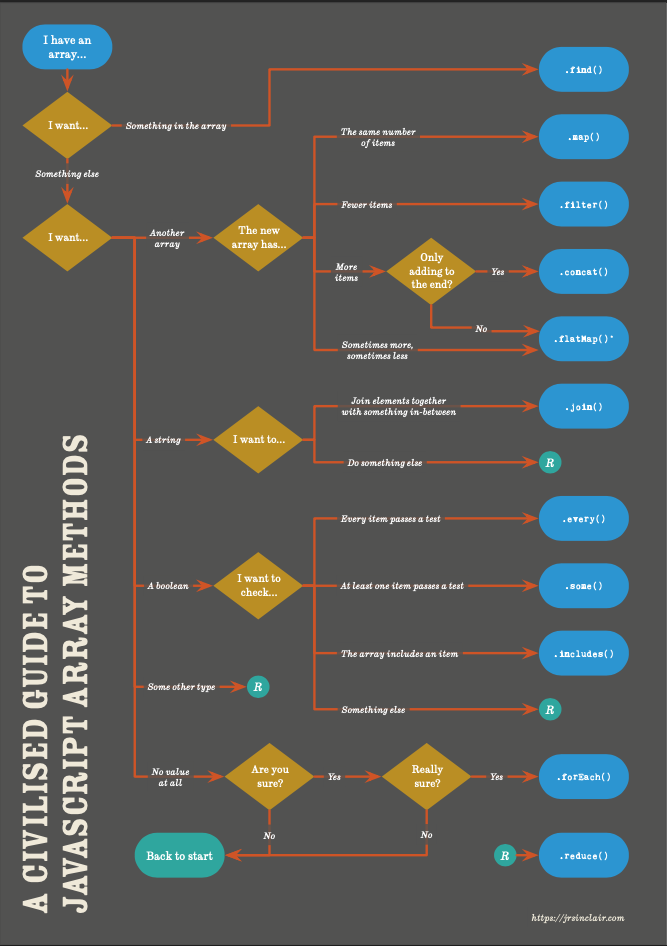 I have an
array...
.find()
I want...
Something in the array
The same number
of items
.map()
Something else
Fewer items
.filter()
I want...
Another
array
The new
array has...
More
items
Only
adding to
the end?
Yes
.concat()
No
.flatMap()*
Sometimes more,
sometimes less
Join elements together
with something in-between
.join()
A string
I want to...
Do something else
R
Every item passes a test
.every()
A boolean
I want to
check...
At least one item passes a test
.some()
The array includes an item
.includes()
Some other type
R
Something else
R
No value
at all
Are you
sure?
Yes
Really
sure?
Yes
.forEach()
No
No
Back to start
R
.reduce()
A CIVILISED GUIDE TO
JAVASCRIPT ARRAY METHODS
https://jrsinclair.com